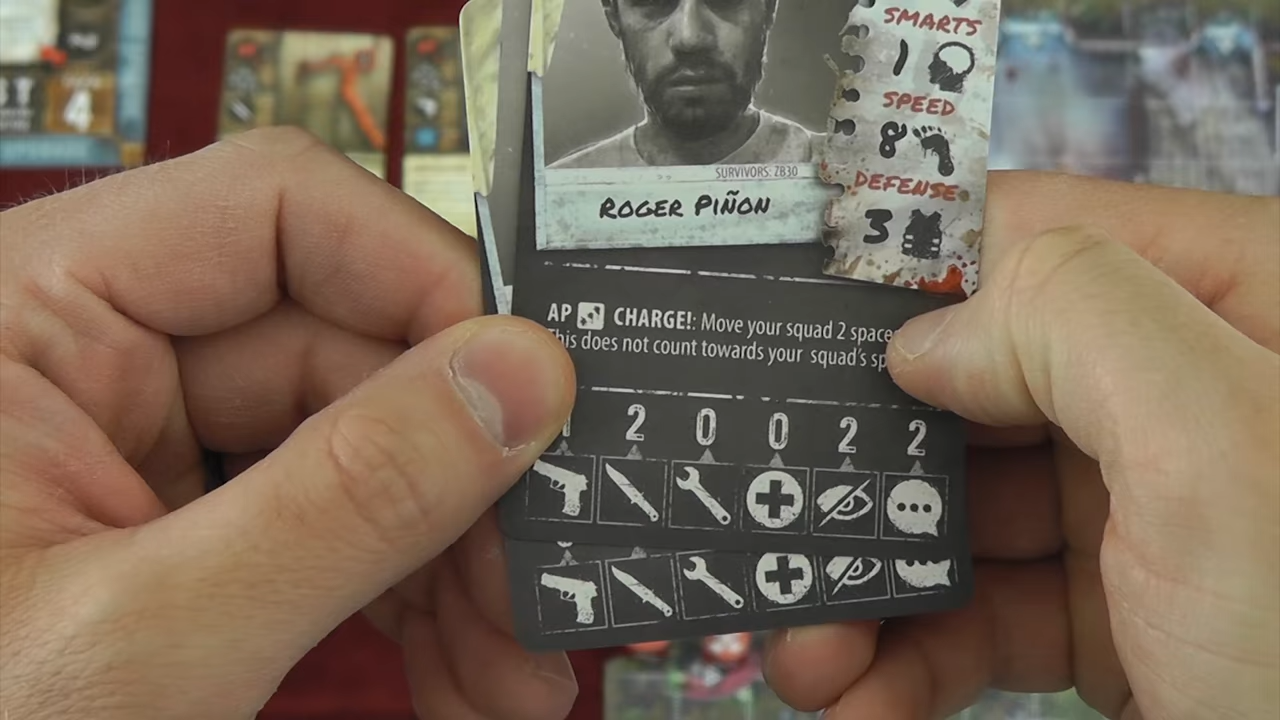 SMARTS
1
SPEED
8
DEFENSE
3
4
SURVIVORS: ZB30
ROGER PIÑON
AP CHARGE!: Move your squad 2
This does not count towards your squad's
2 0 0 2 2